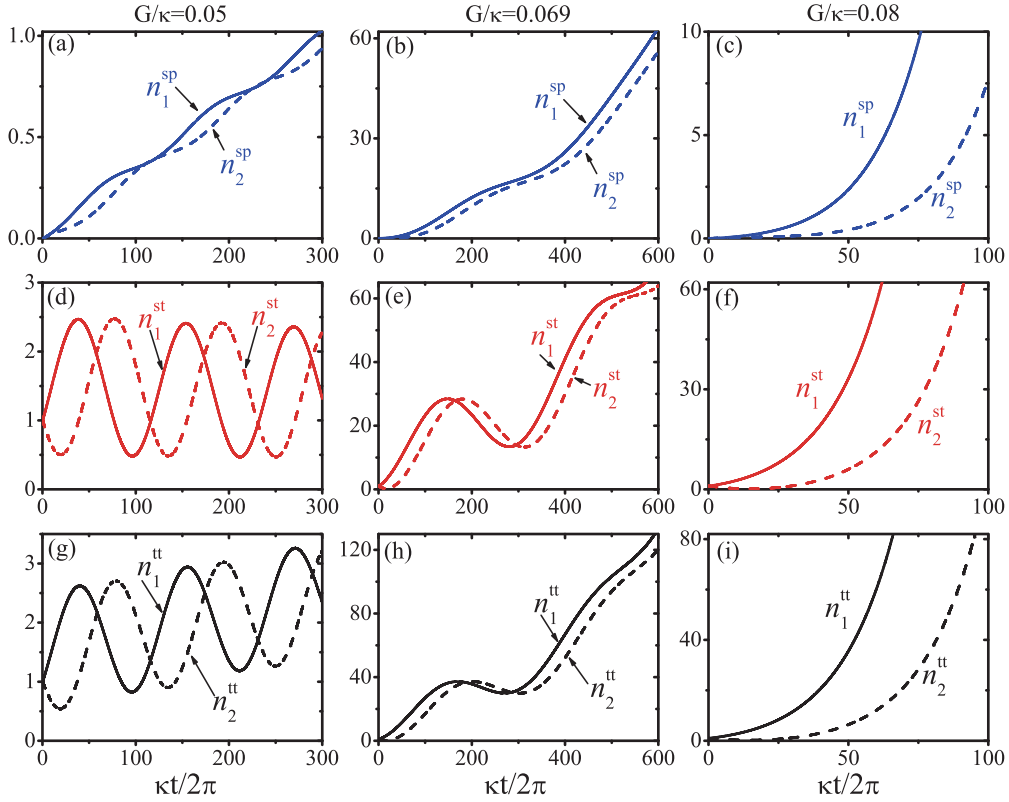 G/κ=0.05 G/κ=0.069 G/κ=0.08
(a) (b) (c)
1.0 0.5 0.0
n₁ˢᵖ
n₂ˢᵖ
0 100 200 300
60 30 0
n₁ˢᵖ
n₂ˢᵖ
0 200 400 600
10 5 0
n₁ˢᵖ
n₂ˢᵖ
0 50 100
(d) (e) (f)
3 2 1 0
n₁ˢᵗ n₂ˢᵗ
0 100 200 300
60 40 20 0
n₁ˢᵗ
n₂ˢᵗ
0 100 200 300 400 500 600
60 30 0
n₁ˢᵗ
n₂ˢᵗ
0 50 100
(g) (h) (i)
3 2 1 0
n₁ᵗᵗ
n₂ᵗᵗ
0 100 200 300
120 80 40 0
n₁ᵗᵗ
n₂ᵗᵗ
0 200 400 600
80 40 0
n₁ᵗᵗ
n₂ᵗᵗ
0 50 100
κt/2π κt/2π κt/2π